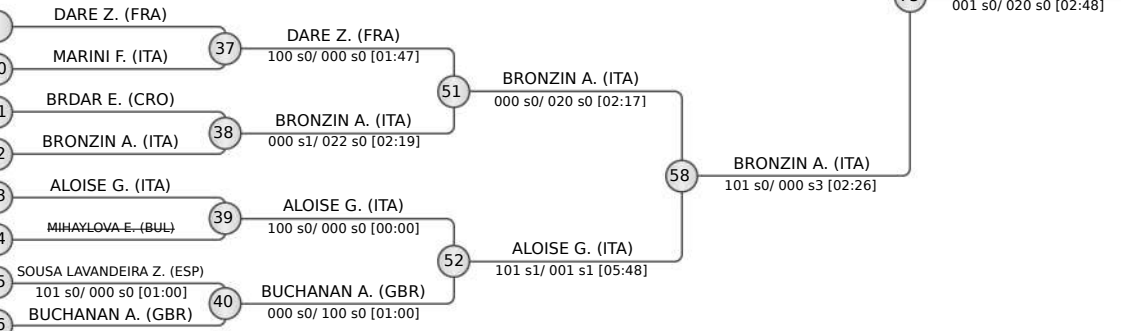 001 s0/ 020 s0 [02:48]
DARE Z. (FRA)
37
MARINI F. (ITA)
DARE Z. (FRA)
100 s0/ 000 s0 [01:47]
51
BRDAR E. (CRO)
38
BRONZIN A. (ITA)
BRONZIN A. (ITA)
000 s1/ 022 s0 [02:19]
BRONZIN A. (ITA)
000 s0/ 020 s0 [02:17]
58
BRONZIN A. (ITA)
101 s0/ 000 s3 [02:26]
ALOISE G. (ITA)
39
MIHAYLOVA E. (BUL)
ALOISE G. (ITA)
100 s0/ 000 s0 [00:00]
52
ALOISE G. (ITA)
101 s1/ 001 s1 [05:48]
SOUSA LAVANDEIRA Z. (ESP)
101 s0/ 000 s0 [01:00]
40
BUCHANAN A. (GBR)
BUCHANAN A. (GBR)
000 s0/ 100 s0 [01:00]